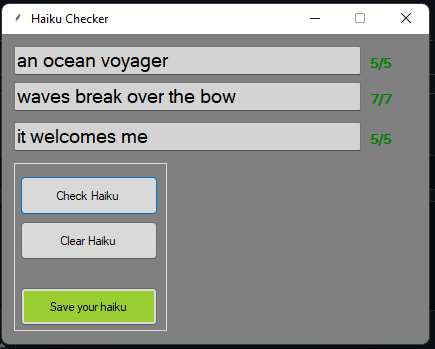 Haiku Checker
an ocean voyager 5/5
waves break over the bow 7/7
it welcomes me 5/5
Check Haiku
Clear Haiku
Save your haiku